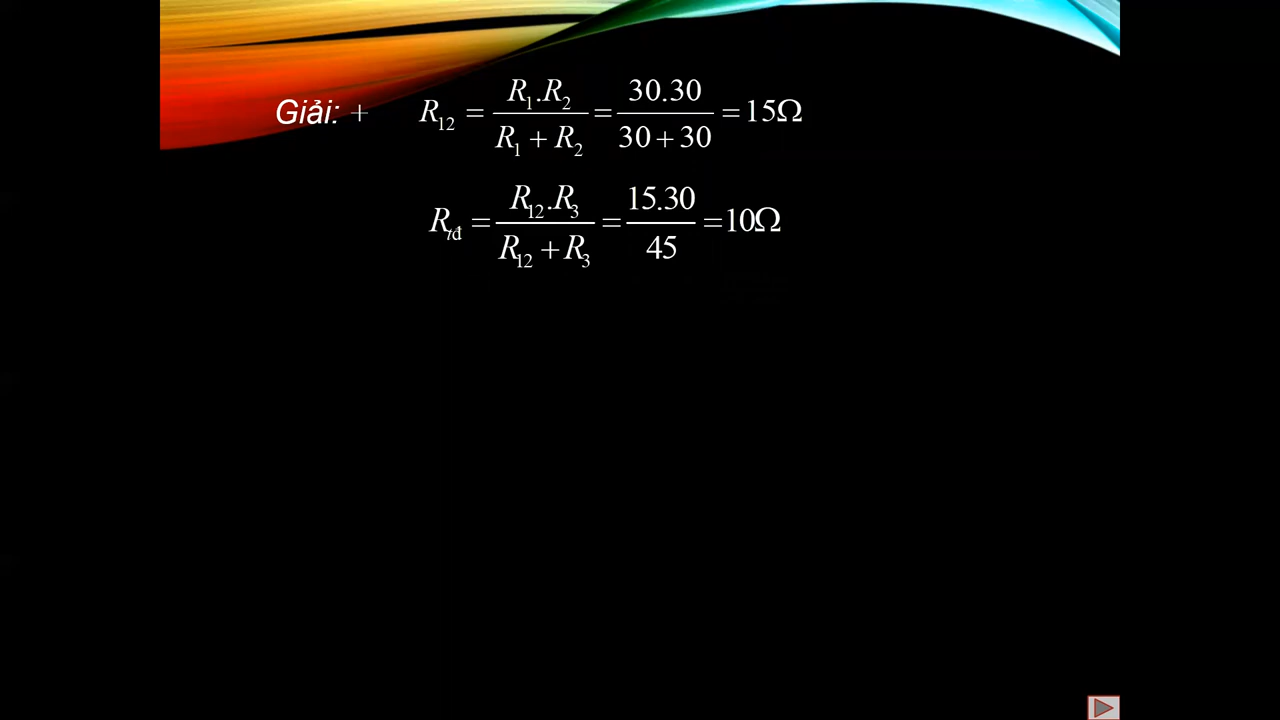 Giải: + R₁₂ = (R₁.R₂)/(R₁ + R₂) = (30.30)/(30 + 30) = 15Ω
R_tđ = (R₁₂.R₃)/(R₁₂ + R₃) = (15.30)/45 = 10Ω